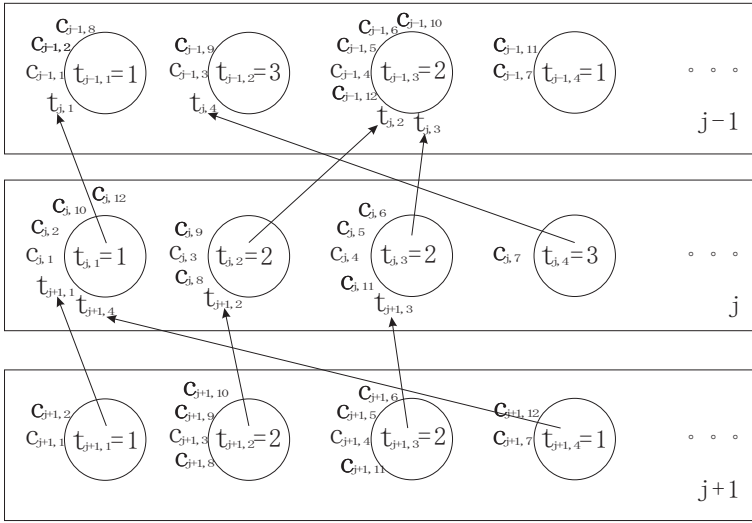 c_{j-1,8} c_{j-1,9} c_{j-1,6} c_{j-1,10} c_{j-1,11}
c_{j-1,2} c_{j-1,5}
c_{j-1,1} t_{j-1,1}=1 c_{j-1,3} t_{j-1,2}=3 c_{j-1,4} t_{j-1,3}=2 c_{j-1,7} t_{j-1,4}=1 。。。
c_{j-1,12}
t_{j,1} t_{j,4} t_{j,2} t_{j,3} j-1
c_{j,10} c_{j,12} c_{j,6}
c_{j,2} c_{j,9} c_{j,5}
c_{j,1} t_{j,1}=1 c_{j,3} t_{j,2}=2 c_{j,4} t_{j,3}=2 c_{j,7} t_{j,4}=3 。。。
c_{j,8} c_{j,11}
t_{j+1,1} t_{j+1,4} t_{j+1,2} t_{j+1,3} j
c_{j+1,10} c_{j+1,6}
c_{j+1,2} c_{j+1,9} c_{j+1,5} c_{j+1,12}
c_{j+1,1} t_{j+1,1}=1 c_{j+1,3} t_{j+1,2}=2 c_{j+1,4} t_{j+1,3}=2 c_{j+1,7} t_{j+1,4}=1 。。。
c_{j+1,8} c_{j+1,11}
j+1